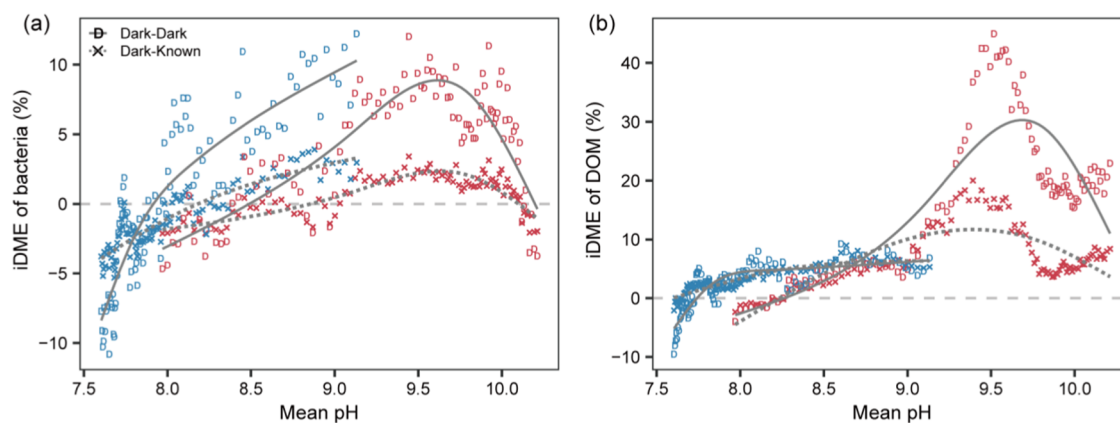 (a)
D Dark-Dark
× Dark-Known
10
5
0
−5
−10
iDME of bacteria (%)
7.5 8.0 8.5 9.0 9.5 10.0
Mean pH
(b)
40
30
20
10
0
−10
iDME of DOM (%)
7.5 8.0 8.5 9.0 9.5 10.0
Mean pH